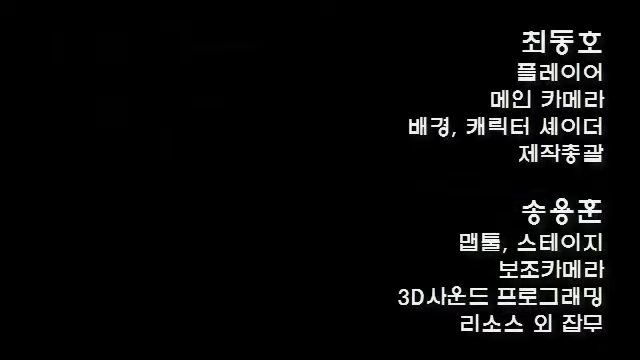 최동호
플레이어
메인 카메라
배경, 캐릭터 셰이더
제작총괄
송용훈
맵툴, 스테이지
보조카메라
3D사운드 프로그래밍
리소스 외 잡무